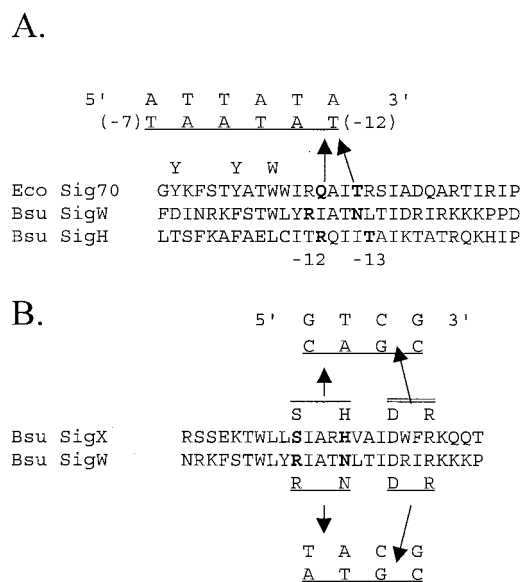 A.
5' A T T A T A 3'
(-7) T A A T A T (-12)
Y Y W
Eco Sig70 GYKFSTYATWWIRQAITRSIADQARTIRIP
Bsu SigW FDINRKFSTWLYRIATNLTIDRIRKKKPPD
Bsu SigH LTSFKAFAELCITRQIITAIKTATRQKHIP
-12 -13
B.
5' G T C G 3'
C A G C
S H D R
Bsu SigX RSSEKTWLLSIARHVAIDWFRKQQT
Bsu SigW NRKFSTWLYRIATNLTIDRIRKKKP
R N D R
T A C G
A T G C